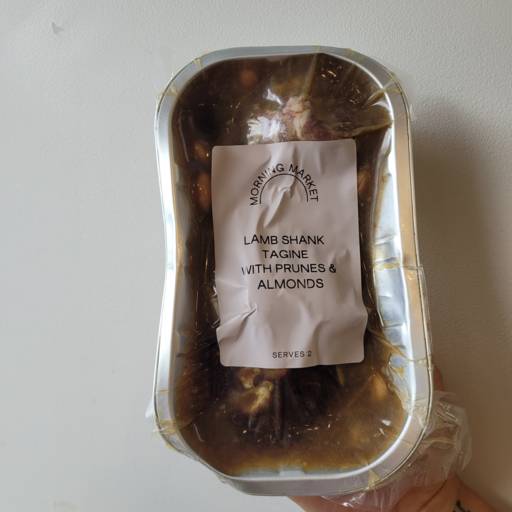 MORNING MARKET
LAMB SHANK
TAGINE
WITH PRUNES &
ALMONDS
SERVES 2